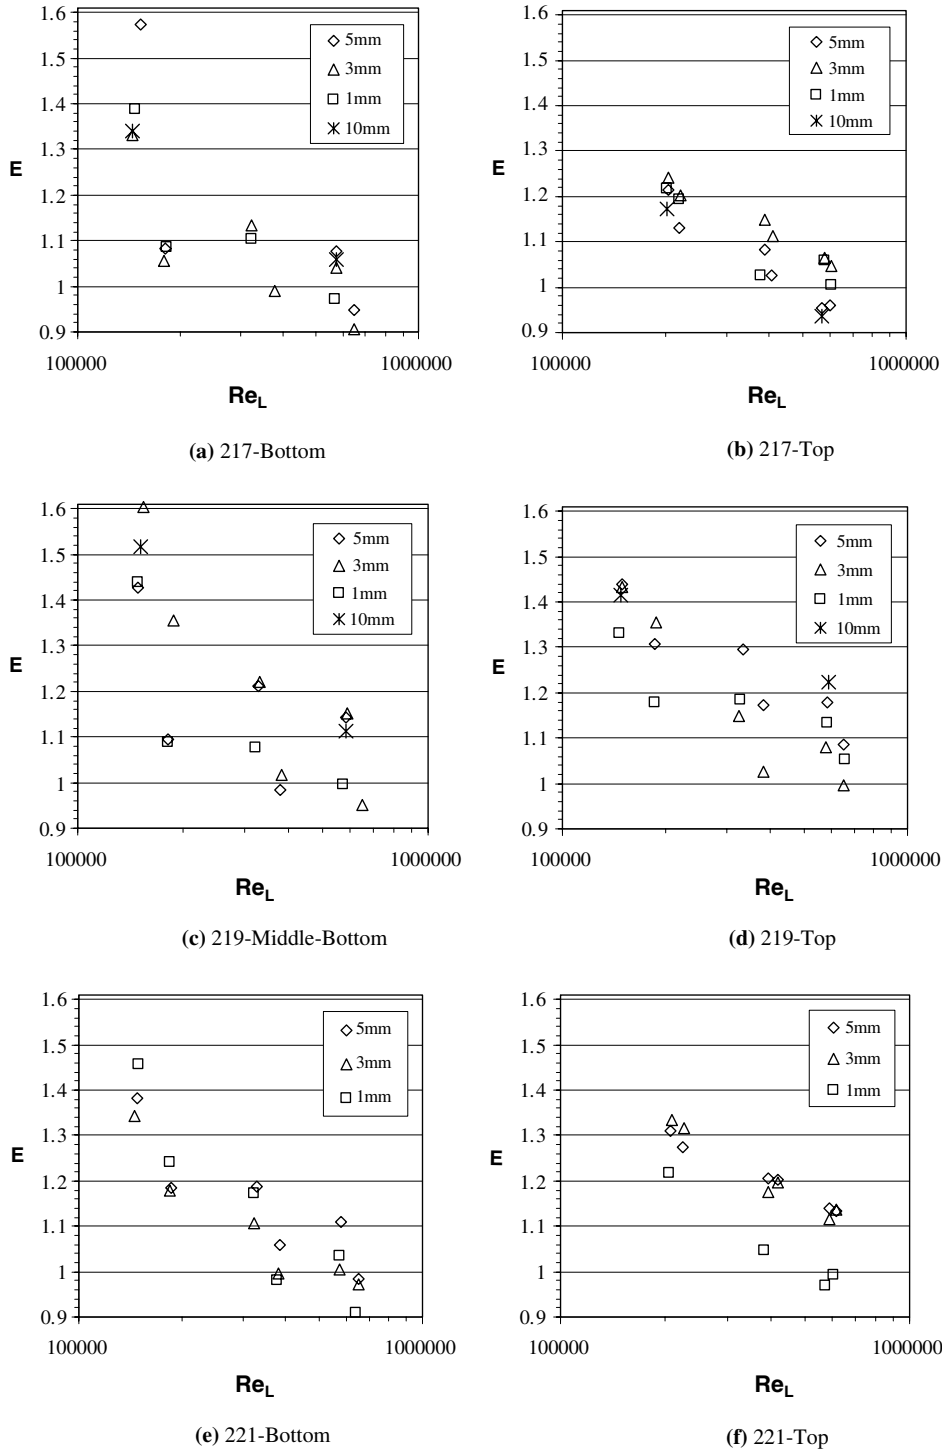 1.6
1.5
1.4
1.3
1.2
1.1
1
0.9
E
5mm
3mm
1mm
10mm
100000
1000000
Re_L
(a) 217-Bottom
1.6
1.5
1.4
1.3
1.2
1.1
1
0.9
E
5mm
3mm
1mm
10mm
100000
1000000
Re_L
(b) 217-Top
1.6
1.5
1.4
1.3
1.2
1.1
1
0.9
E
5mm
3mm
1mm
10mm
100000
1000000
Re_L
(c) 219-Middle-Bottom
1.6
1.5
1.4
1.3
1.2
1.1
1
0.9
E
5mm
3mm
1mm
10mm
100000
1000000
Re_L
(d) 219-Top
1.6
1.5
1.4
1.3
1.2
1.1
1
0.9
E
5mm
3mm
1mm
100000
1000000
Re_L
(e) 221-Bottom
1.6
1.5
1.4
1.3
1.2
1.1
1
0.9
E
5mm
3mm
1mm
100000
1000000
Re_L
(f) 221-Top